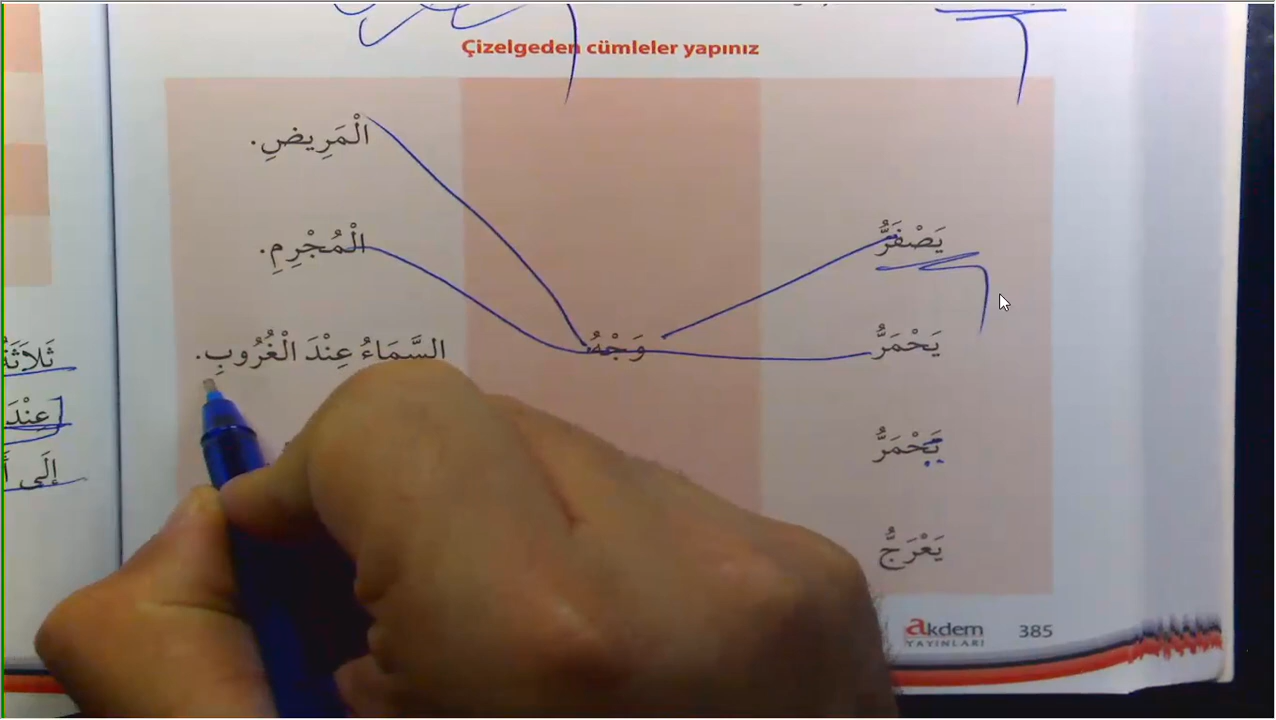 Çizelgeden cümleler yapınız
الْمَرِيضِ.
يَصْفَرُّ
الْمُجْرِمِ.
يَحْمَرُّ
وَجْهُ
السَّمَاءُ عِنْدَ الْغُرُوبِ.
يَحْمَرُّ
يَعْرَجُّ
ثَلَاثَةُ
عِنْدَ
إِلَى
akdem
YAYINLARI
385